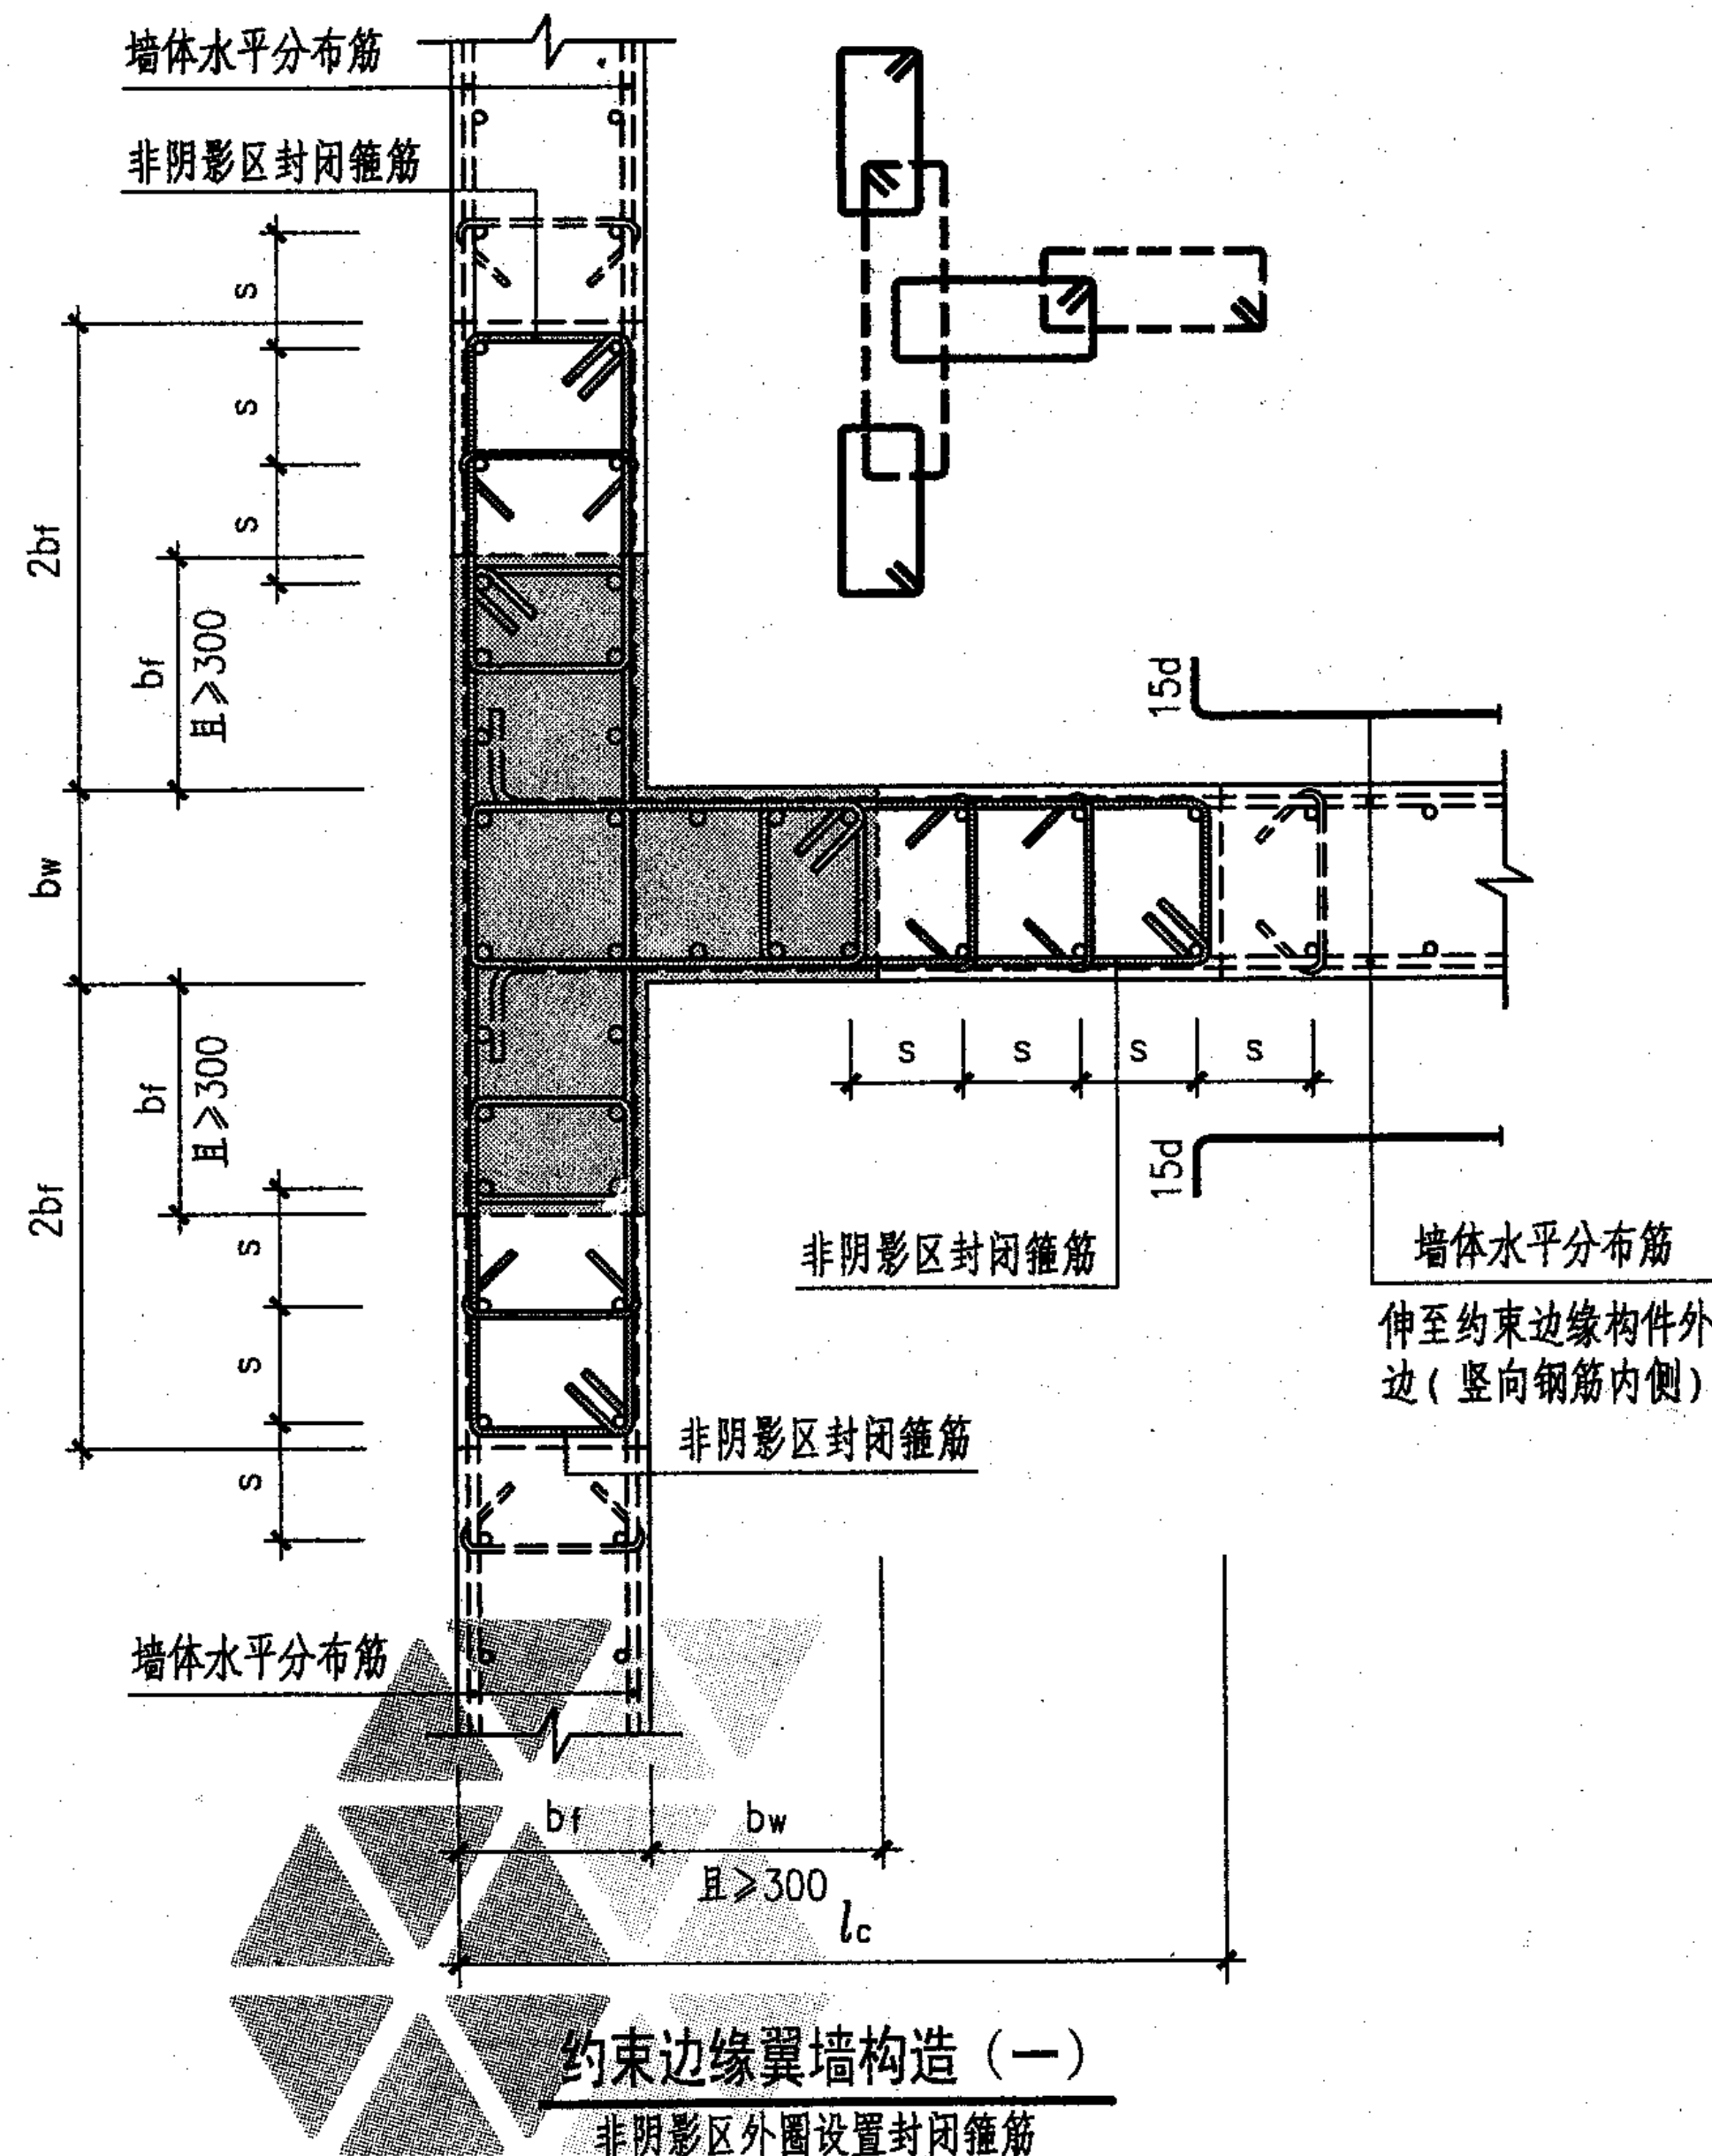 墙体水平分布筋
非阴影区封闭箍筋
s
s
s
2bf
bf
且≥300
bw
bf
且≥300
2bf
s
s
s
15d
s
s
s
s
15d
非阴影区封闭箍筋
墙体水平分布筋
伸至约束边缘构件外
边(竖向钢筋内侧)
非阴影区封闭箍筋
墙体水平分布筋
bf
bw
且≥300
lc
约束边缘翼墙构造(一)
非阴影区外圈设置封闭箍筋